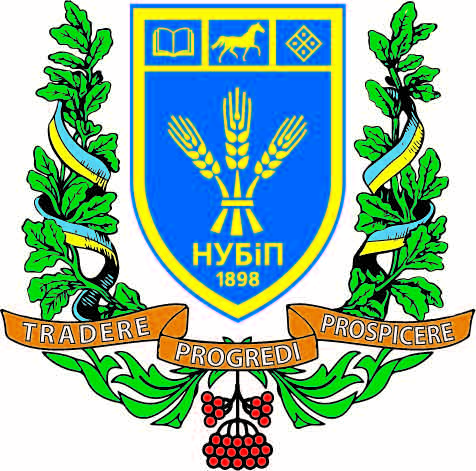 НУБіП
1898
TRADERE
PROGREDI
PROSPICERE